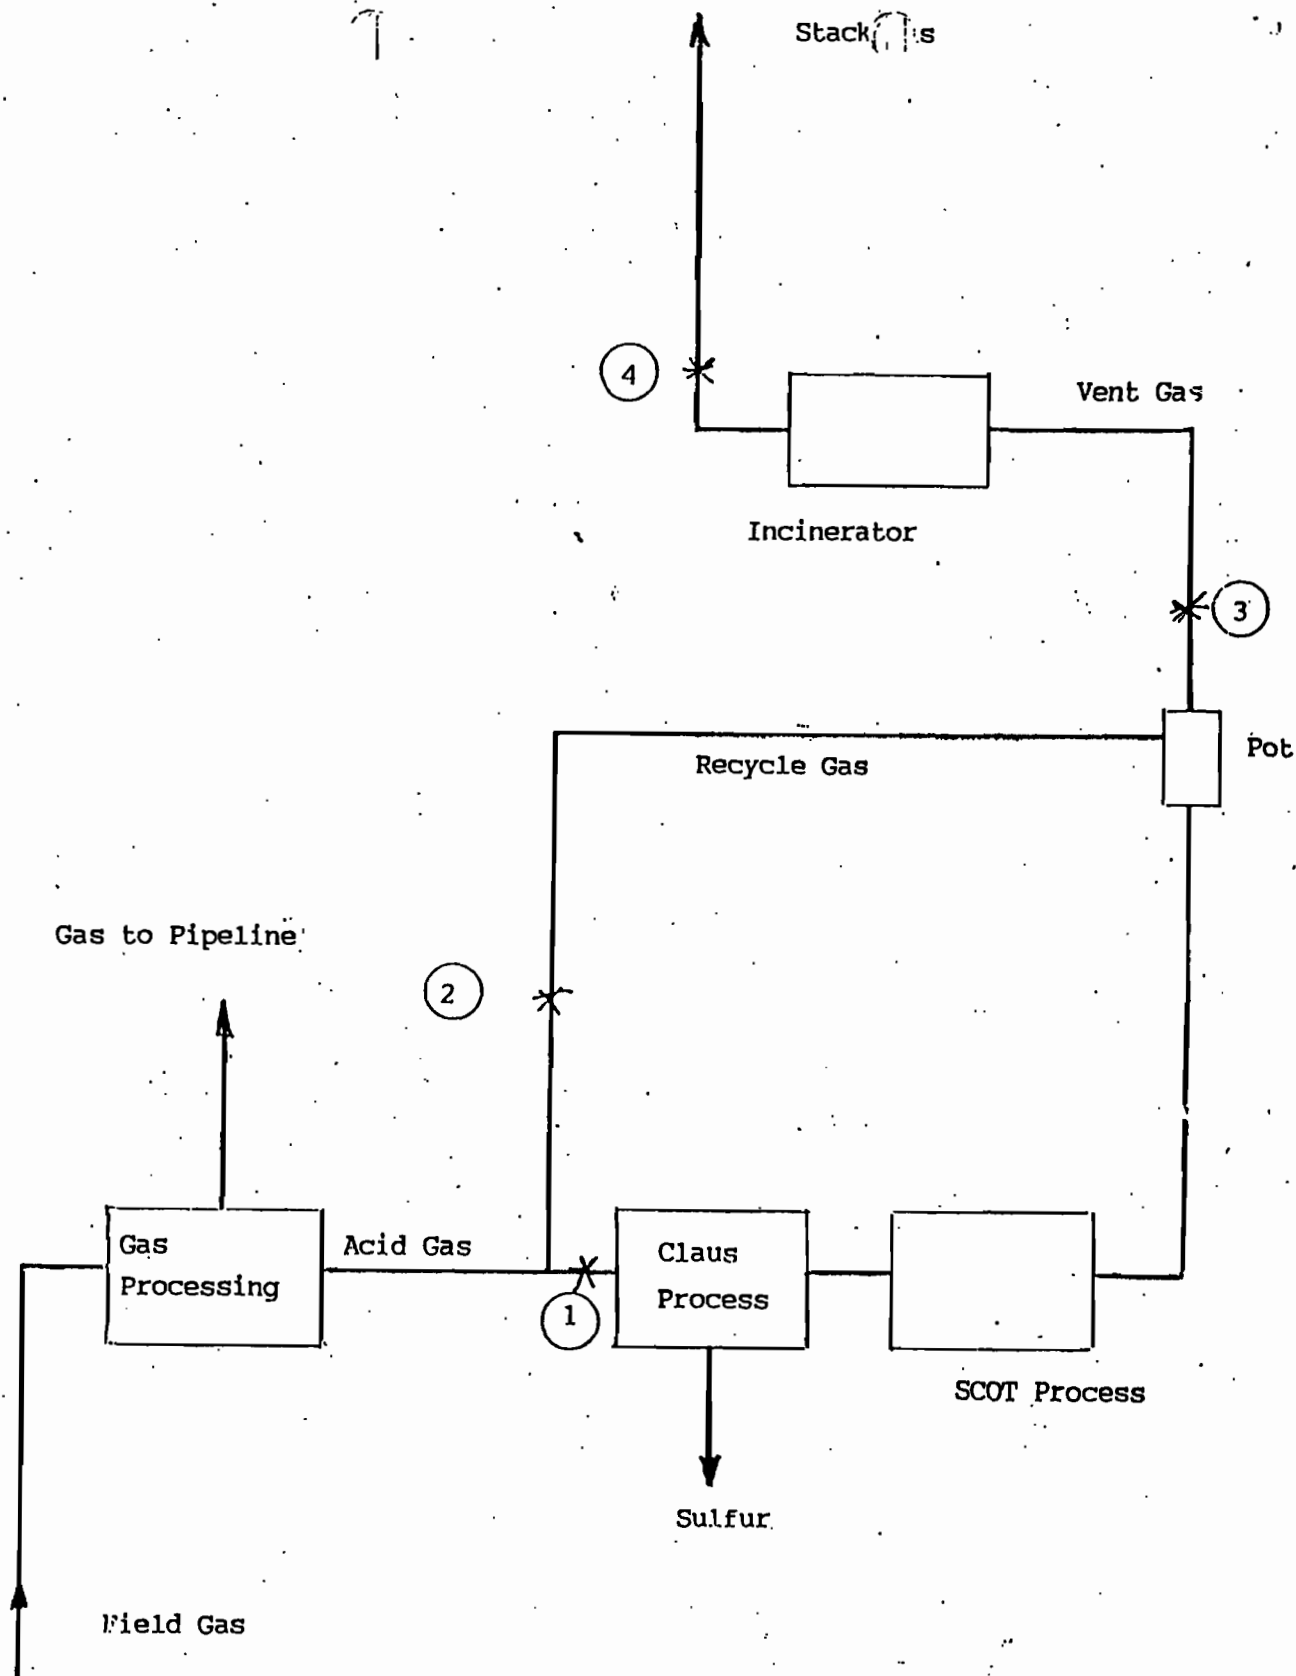 Stack
4
Vent Gas
Incinerator
3
Pot
Recycle Gas
Gas to Pipeline
2
Gas
Processing
Acid Gas
1
Claus
Process
SCOT Process
Sulfur
Field Gas